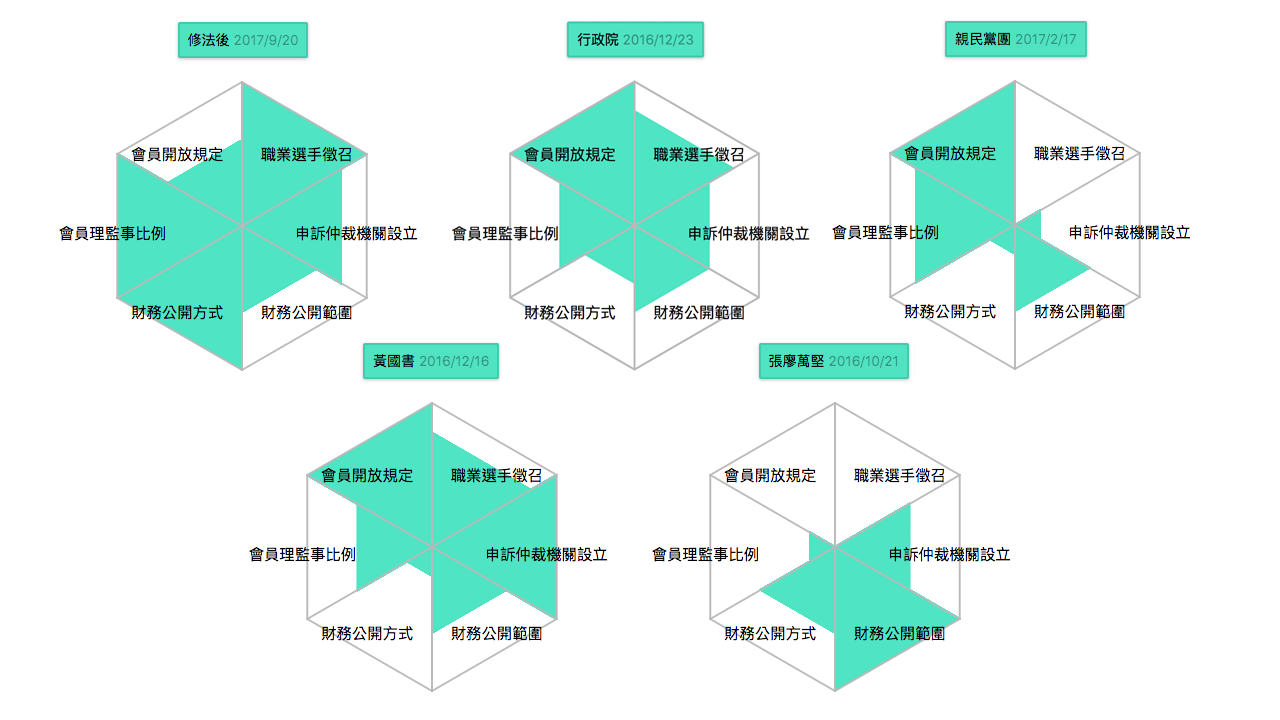 修法後 2017/9/20
會員開放規定
職業選手徵召
會員理監事比例
申訴仲裁機關設立
財務公開方式
財務公開範圍
行政院 2016/12/23
會員開放規定
職業選手徵召
會員理監事比例
申訴仲裁機關設立
財務公開方式
財務公開範圍
親民黨團 2017/2/17
會員開放規定
職業選手徵召
會員理監事比例
申訴仲裁機關設立
財務公開方式
財務公開範圍
黃國書 2016/12/16
會員開放規定
職業選手徵召
會員理監事比例
申訴仲裁機關設立
財務公開方式
財務公開範圍
張廖萬堅 2016/10/21
會員開放規定
職業選手徵召
會員理監事比例
申訴仲裁機關設立
財務公開方式
財務公開範圍